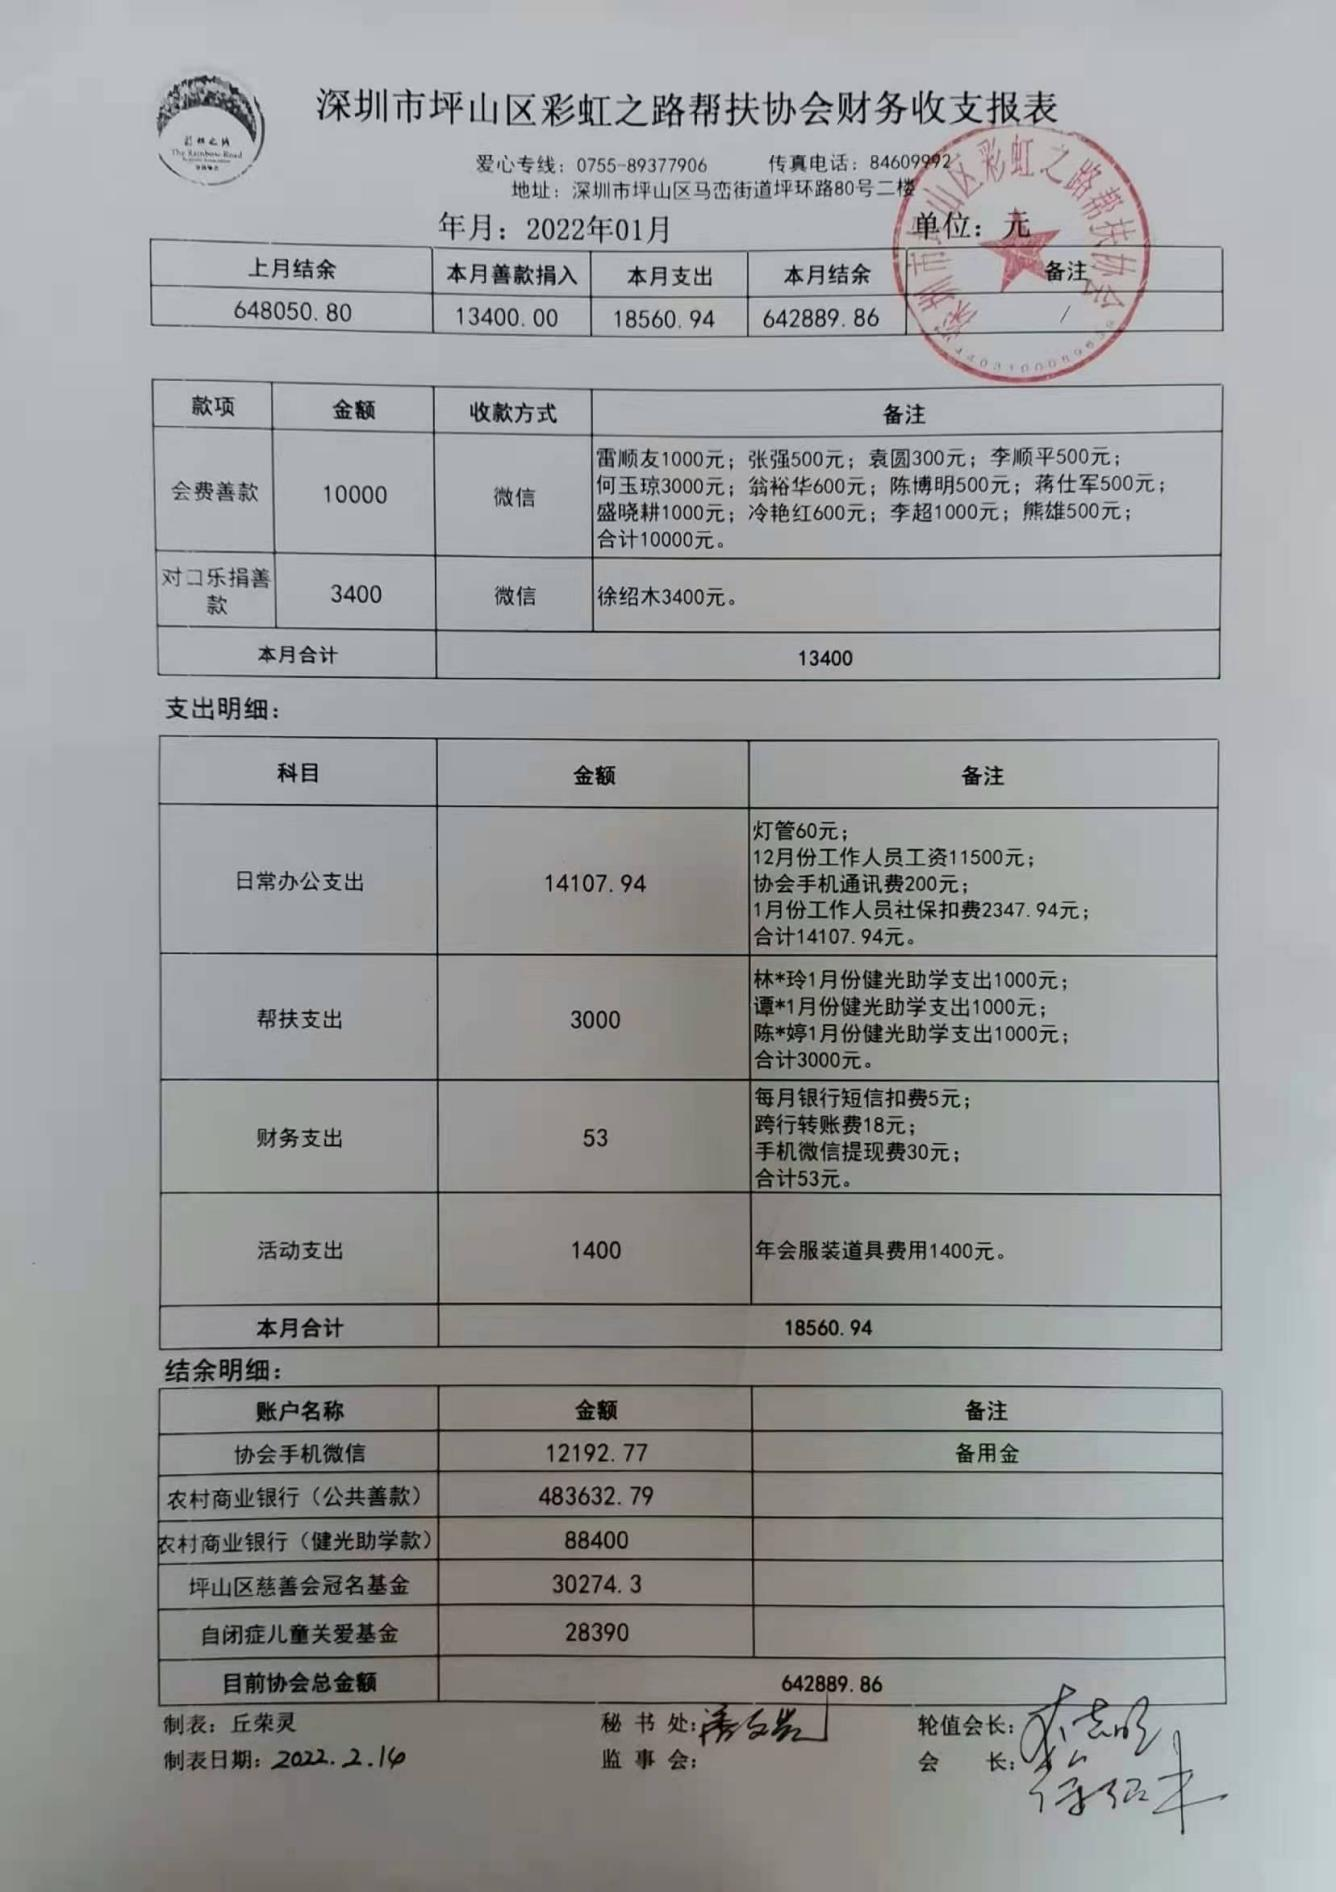 彩虹之路
The Rainbow Road
深圳市坪山区彩虹之路帮扶协会财务收支报表
爱心专线：0755-89377906 传真电话：84609992
地址：深圳市坪山区马峦街道坪环路80号二楼
年月：2022年01月 单位：元
深圳市坪山区彩虹之路帮扶协会
上月结余 本月善款捐入 本月支出 本月结余 备注
648050.80 13400.00 18560.94 642889.86 /
款项 金额 收款方式 备注
会费善款 10000 微信
雷顺友1000元；张强500元；袁圆300元；李顺平500元；
何玉琼3000元；翁裕华600元；陈博明500元；蒋仕军500元；
盛晓耕1000元；冷艳红600元；李超1000元；熊雄500元；
合计10000元。
对口乐捐善款 3400 微信 徐绍木3400元。
本月合计 13400
支出明细：
科目 金额 备注
日常办公支出 14107.94
灯管60元；
12月份工作人员工资11500元；
协会手机通讯费200元；
1月份工作人员社保扣费2347.94元；
合计14107.94元。
帮扶支出 3000
林*玲1月份健光助学支出1000元；
谭*1月份健光助学支出1000元；
陈*婷1月份健光助学支出1000元；
合计3000元。
财务支出 53
每月银行短信扣费5元；
跨行转账费18元；
手机微信提现费30元；
合计53元。
活动支出 1400 年会服装道具费用1400元。
本月合计 18560.94
结余明细：
账户名称 金额 备注
协会手机微信 12192.77 备用金
农村商业银行（公共善款） 483632.79
农村商业银行（健光助学款） 88400
坪山区慈善会冠名基金 30274.3
自闭症儿童关爱基金 28390
目前协会总金额 642889.86
制表：丘荣灵 秘书处： 轮值会长：
制表日期：2022.2.14 监事会： 会长：徐绍木